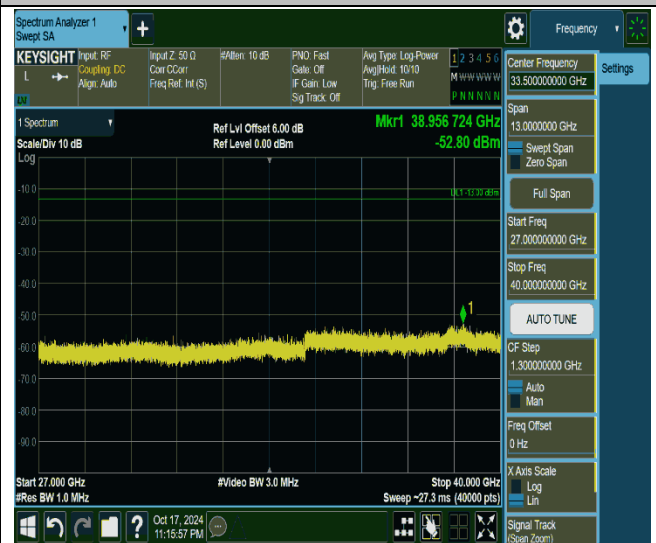 Spectrum Analyzer 1
Swept SA
+
Frequency
KEYSIGHT
L
Input: RF
Coupling: DC
Align: Auto
Input Z: 50 Ω
Corr CCorr
Freq Ref: Int (S)
#Atten: 10 dB
PNO: Fast
Gate: Off
IF Gain: Low
Sig Track: Off
Avg Type: Log-Power
Avg|Hold: 10/10
Trig: Free Run
1 2 3 4 5 6
M W W W W W
P N N N N N
1 Spectrum
Scale/Div 10 dB
Log
Ref Lvl Offset 6.00 dB
Ref Level 0.00 dBm
Mkr1 38.956 724 GHz
-52.80 dBm
DL1 -13.00 dBm
-10.0
-20.0
-30.0
-40.0
-50.0
-60.0
-70.0
-80.0
-90.0
1
Start 27.000 GHz
#Res BW 1.0 MHz
#Video BW 3.0 MHz
Stop 40.000 GHz
Sweep ~27.3 ms (40000 pts)
Center Frequency
33.500000000 GHz
Settings
Span
13.0000000 GHz
Swept Span
Zero Span
Full Span
Start Freq
27.000000000 GHz
Stop Freq
40.000000000 GHz
AUTO TUNE
CF Step
1.300000000 GHz
Auto
Man
Freq Offset
0 Hz
X Axis Scale
Log
Lin
Signal Track
(Span Zoom)
?
Oct 17, 2024
11:15:57 PM